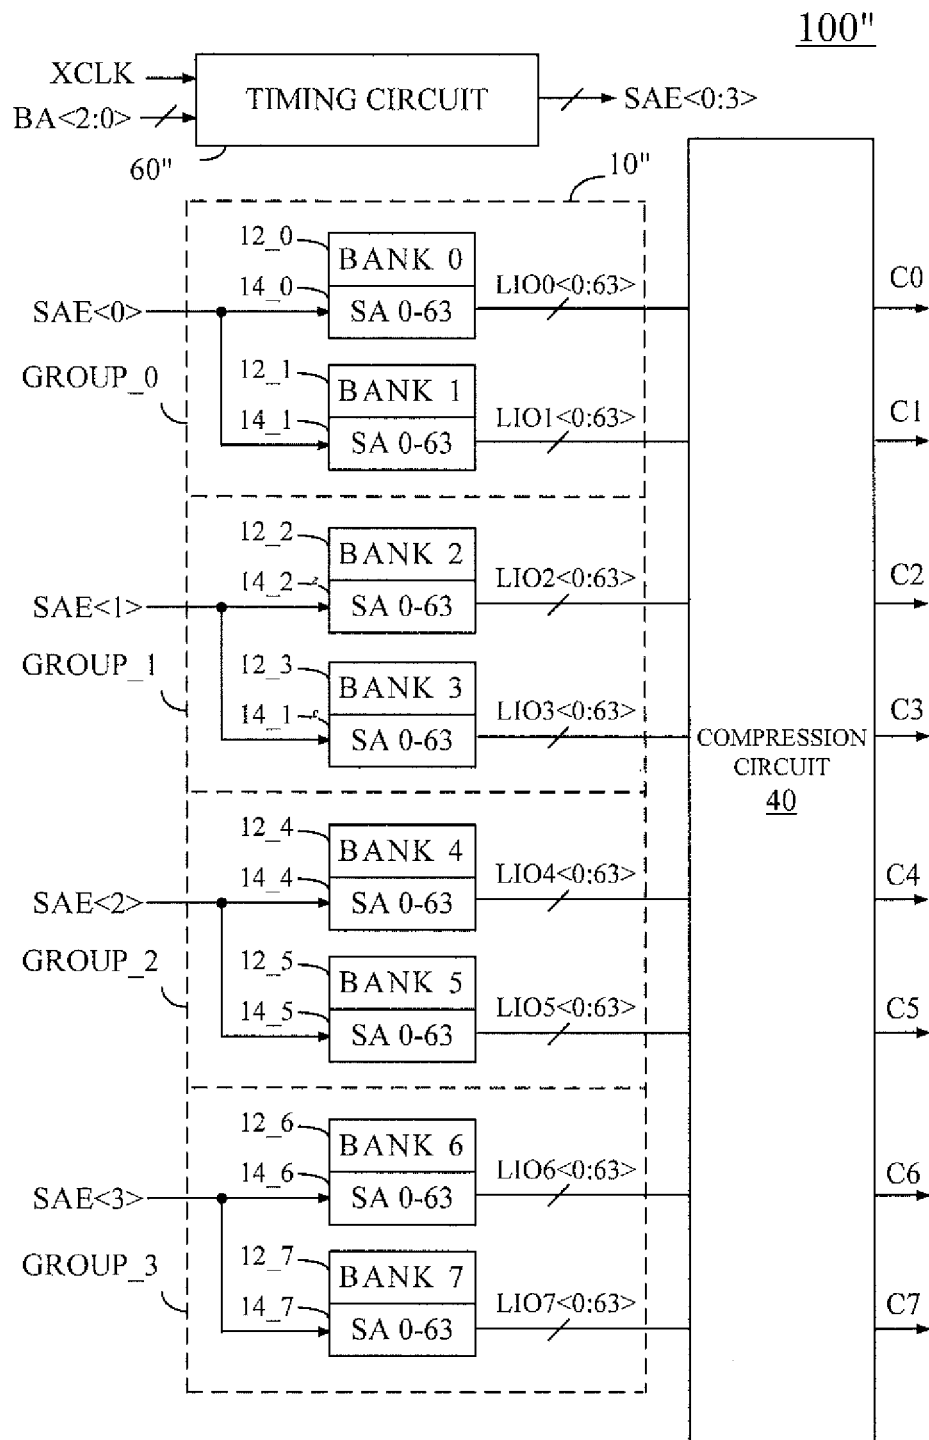 100"
XCLK
BA<2:0>
TIMING CIRCUIT
SAE<0:3>
60"
10"
12_0
BANK 0
14_0
SA 0-63
LIO0<0:63>
C0
SAE<0>
GROUP_0
12_1
BANK 1
14_1
SA 0-63
LIO1<0:63>
C1
12_2
BANK 2
14_2
SA 0-63
LIO2<0:63>
C2
SAE<1>
GROUP_1
12_3
BANK 3
14_1
SA 0-63
LIO3<0:63>
C3
COMPRESSION
CIRCUIT
40
12_4
BANK 4
14_4
SA 0-63
LIO4<0:63>
C4
SAE<2>
GROUP_2
12_5
BANK 5
14_5
SA 0-63
LIO5<0:63>
C5
12_6
BANK 6
14_6
SA 0-63
LIO6<0:63>
C6
SAE<3>
GROUP_3
12_7
BANK 7
14_7
SA 0-63
LIO7<0:63>
C7